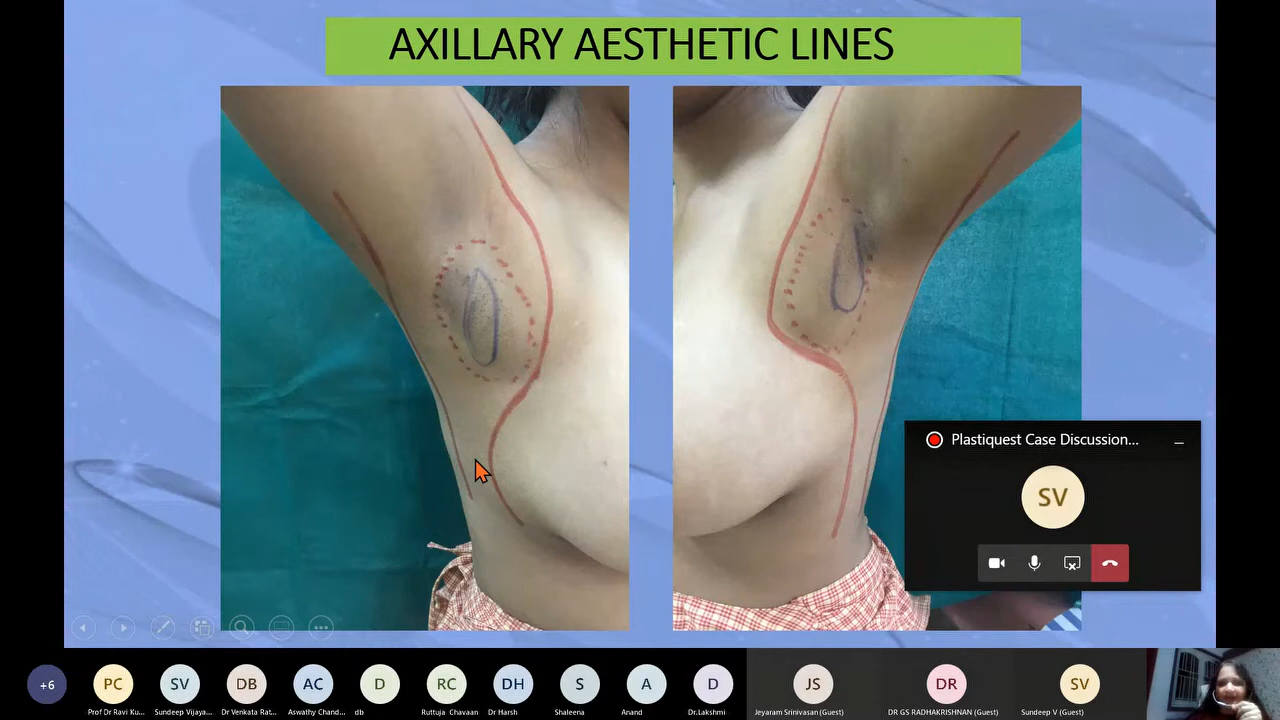 AXILLARY AESTHETIC LINES
Plastiquest Case Discussion...
SV
+6
PC
SV
DB
AC
D
RC
DH
S
A
D
JS
DR
SV
Prof Dr Ravi Ku...
Sundeep Vijaya...
Dr Venkata Rat...
Aswathy Chand...
db
Ruttuja Chavaan
Dr Harsh
Shaleena
Anand
Dr.Lakshmi
Jeyaram Srinivasan (Guest)
DR GS RADHAKRISHNAN (Guest)
Sundeep V (Guest)